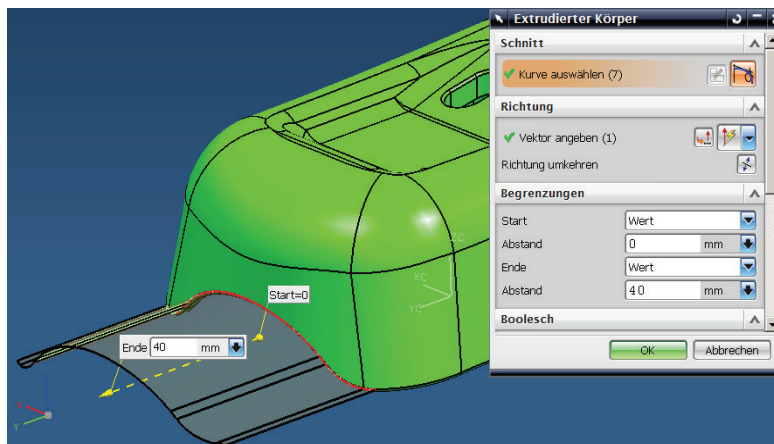 Extrudierter Körper
Schnitt
Kurve auswählen (7)
Richtung
Vektor angeben (1)
Richtung umkehren
Begrenzungen
Start Wert
Abstand 0 mm
Ende Wert
Abstand 40 mm
Boolesch
OK Abbrechen
ZC
XC
YC
Start=0
Ende 40 mm
X
Y